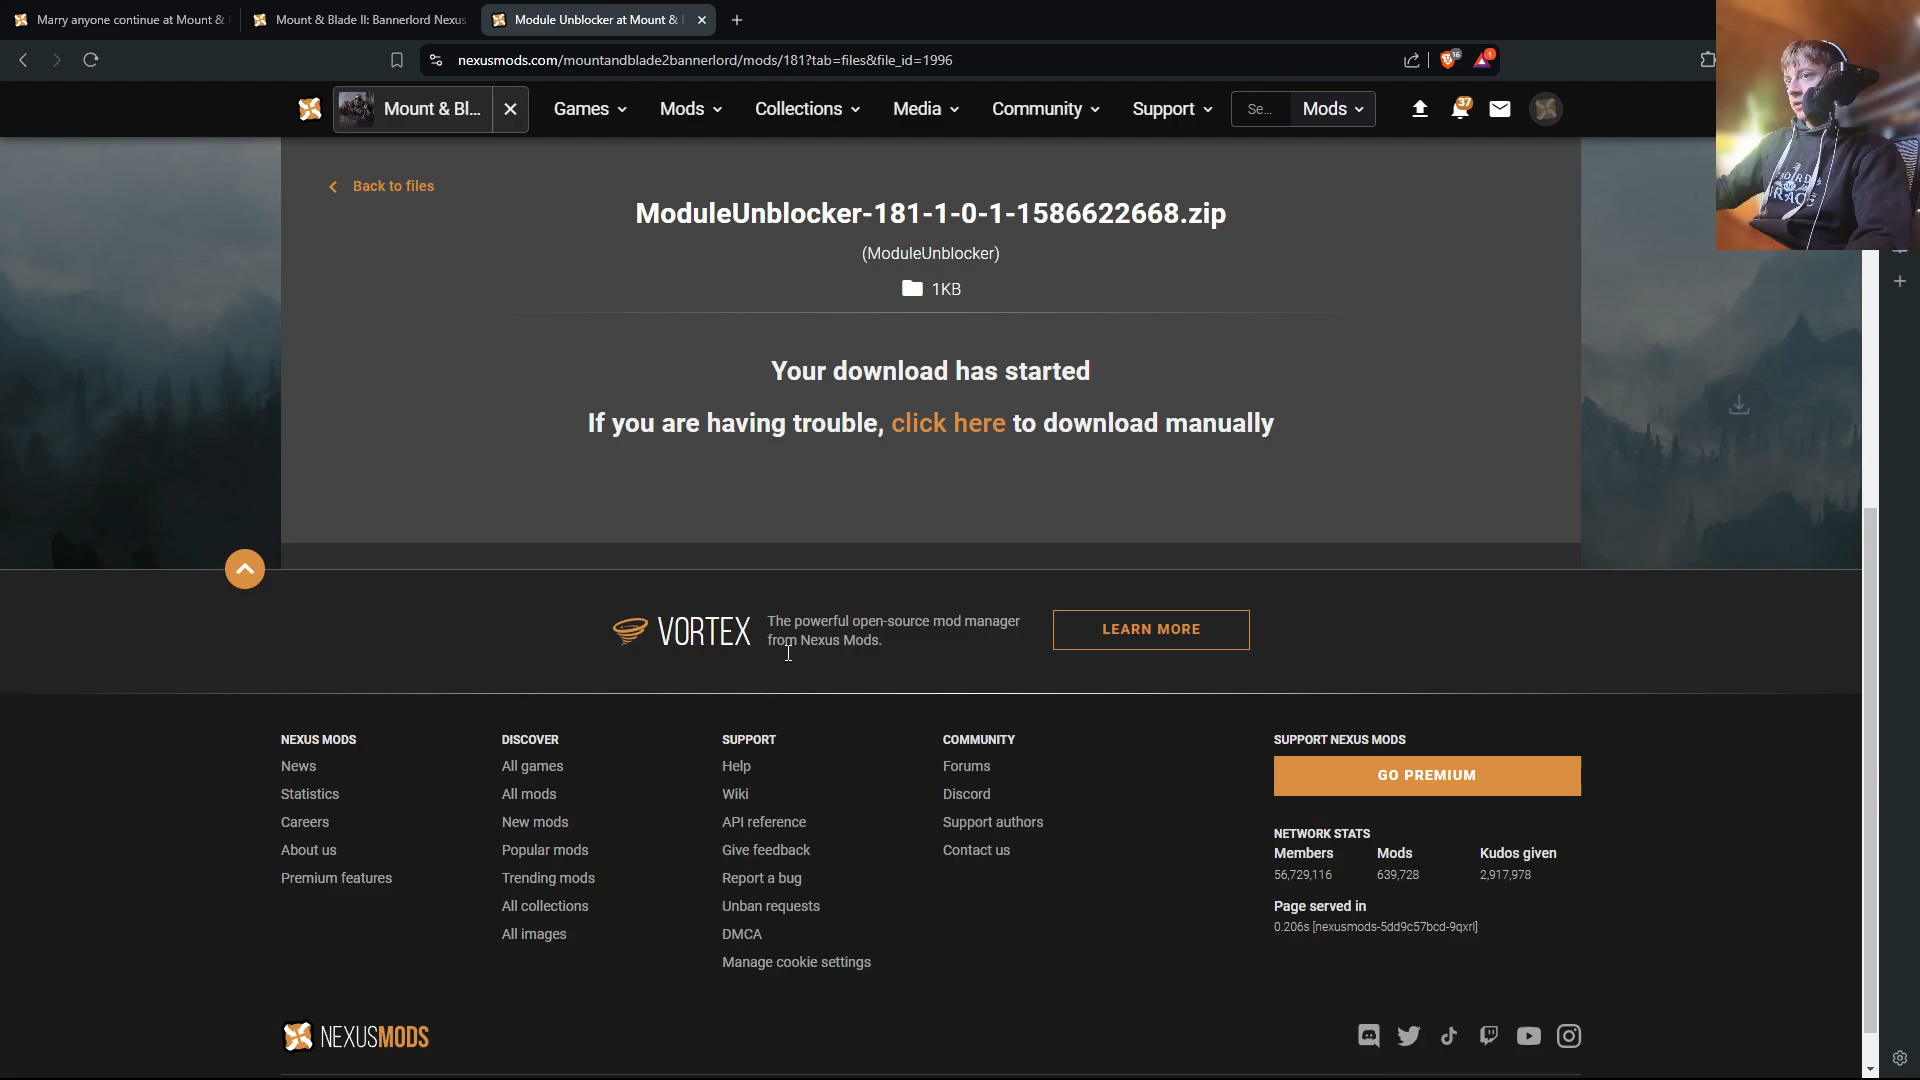 Marry anyone continue at Mount &
Mount & Blade II: Bannerlord Nexus
Module Unblocker at Mount &
nexusmods.com/mountandblade2bannerlord/mods/181?tab=files&file_id=1996
16
1
Mount & Bl...
Games
Mods
Collections
Media
Community
Support
Se...
Mods
37
Back to files
ModuleUnblocker-181-1-0-1-1586622668.zip
(ModuleUnblocker)
1KB
Your download has started
If you are having trouble, click here to download manually
VORTEX
The powerful open-source mod manager
from Nexus Mods.
LEARN MORE
NEXUS MODS
News
Statistics
Careers
About us
Premium features
DISCOVER
All games
All mods
New mods
Popular mods
Trending mods
All collections
All images
SUPPORT
Help
Wiki
API reference
Give feedback
Report a bug
Unban requests
DMCA
Manage cookie settings
COMMUNITY
Forums
Discord
Support authors
Contact us
SUPPORT NEXUS MODS
GO PREMIUM
NETWORK STATS
Members
Mods
Kudos given
56,729,116
639,728
2,917,978
Page served in
0.206s [nexusmods-5dd9c57bcd-9qxrl]
NEXUSMODS